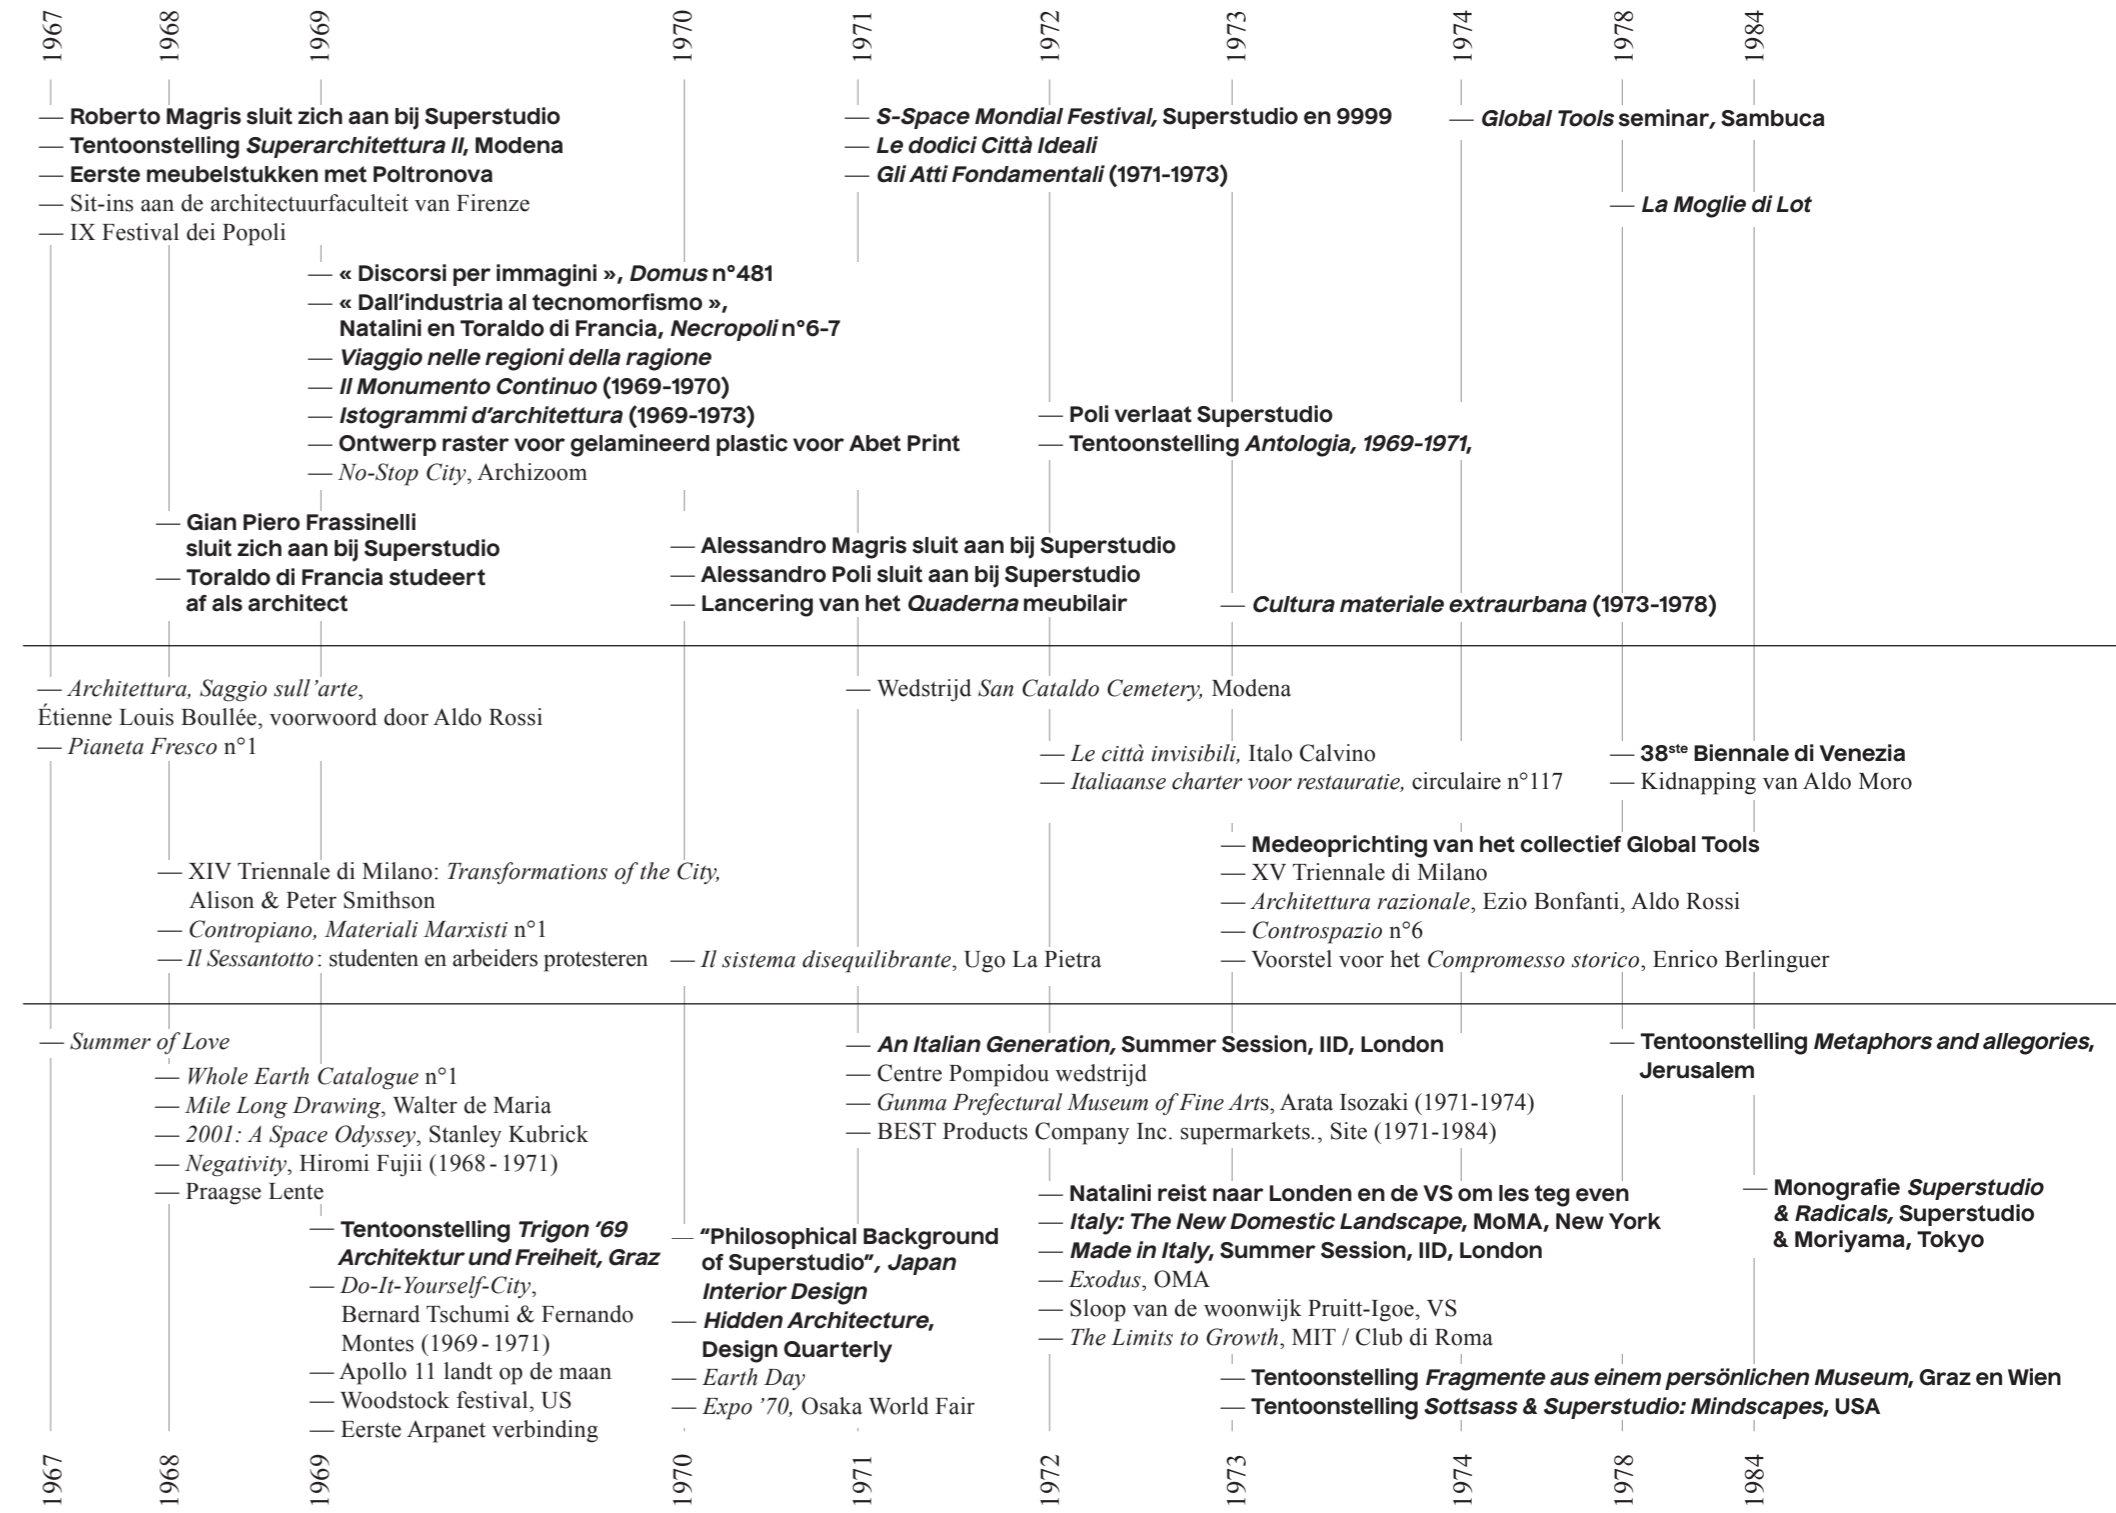 1967
1968
1969
1970
1971
1972
1973
1974
1978
1984
— Roberto Magris sluit zich aan bij Superstudio
— Tentoonstelling Superarchitettura II, Modena
— Eerste meubelstukken met Poltronova
— Sit-ins aan de architectuurfaculteit van Firenze
— IX Festival dei Popoli
— « Discorsi per immagini », Domus n°481
— « Dall'industria al tecnomorfismo »,
Natalini en Toraldo di Francia, Necropoli n°6-7
— Viaggio nelle regioni della ragione
— Il Monumento Continuo (1969-1970)
— Istogrammi d'architettura (1969-1973)
— Ontwerp raster voor gelamineerd plastic voor Abet Print
— No-Stop City, Archizoom
— Gian Piero Frassinelli
sluit zich aan bij Superstudio
— Toraldo di Francia studeert
af als architect
— Alessandro Magris sluit aan bij Superstudio
— Alessandro Poli sluit aan bij Superstudio
— Lancering van het Quaderna meubilair
— S-Space Mondial Festival, Superstudio en 9999
— Le dodici Città Ideali
— Gli Atti Fondamentali (1971-1973)
— Poli verlaat Superstudio
— Tentoonstelling Antologia, 1969-1971,
— Cultura materiale extraurbana (1973-1978)
— Global Tools seminar, Sambuca
— La Moglie di Lot
— Architettura, Saggio sull'arte,
Étienne Louis Boullée, voorwoord door Aldo Rossi
— Pianeta Fresco n°1
— XIV Triennale di Milano: Transformations of the City,
Alison & Peter Smithson
— Contropiano, Materiali Marxisti n°1
— Il Sessantotto: studenten en arbeiders protesteren
— Il sistema disequilibrante, Ugo La Pietra
— Wedstrijd San Cataldo Cemetery, Modena
— Le città invisibili, Italo Calvino
— Italiaanse charter voor restauratie, circulaire n°117
— Medeoprichting van het collectief Global Tools
— XV Triennale di Milano
— Architettura razionale, Ezio Bonfanti, Aldo Rossi
— Controspazio n°6
— Voorstel voor het Compromesso storico, Enrico Berlinguer
— 38ste Biennale di Venezia
— Kidnapping van Aldo Moro
— Summer of Love
— Whole Earth Catalogue n°1
— Mile Long Drawing, Walter de Maria
— 2001: A Space Odyssey, Stanley Kubrick
— Negativity, Hiromi Fujii (1968 - 1971)
— Praagse Lente
— Tentoonstelling Trigon '69
Architektur und Freiheit, Graz
— Do-It-Yourself-City,
Bernard Tschumi & Fernando
Montes (1969 - 1971)
— Apollo 11 landt op de maan
— Woodstock festival, US
— Eerste Arpanet verbinding
— "Philosophical Background
of Superstudio", Japan
Interior Design
— Hidden Architecture,
Design Quarterly
— Earth Day
— Expo '70, Osaka World Fair
— An Italian Generation, Summer Session, IID, London
— Centre Pompidou wedstrijd
— Gunma Prefectural Museum of Fine Arts, Arata Isozaki (1971-1974)
— BEST Products Company Inc. supermarkets., Site (1971-1984)
— Natalini reist naar Londen en de VS om les teg even
— Italy: The New Domestic Landscape, MoMA, New York
— Made in Italy, Summer Session, IID, London
— Exodus, OMA
— Sloop van de woonwijk Pruitt-Igoe, VS
— The Limits to Growth, MIT / Club di Roma
— Tentoonstelling Fragmente aus einem persönlichen Museum, Graz en Wien
— Tentoonstelling Sottsass & Superstudio: Mindscapes, USA
— Tentoonstelling Metaphors and allegories,
Jerusalem
— Monografie Superstudio
& Radicals, Superstudio
& Moriyama, Tokyo
1967
1968
1969
1970
1971
1972
1973
1974
1978
1984